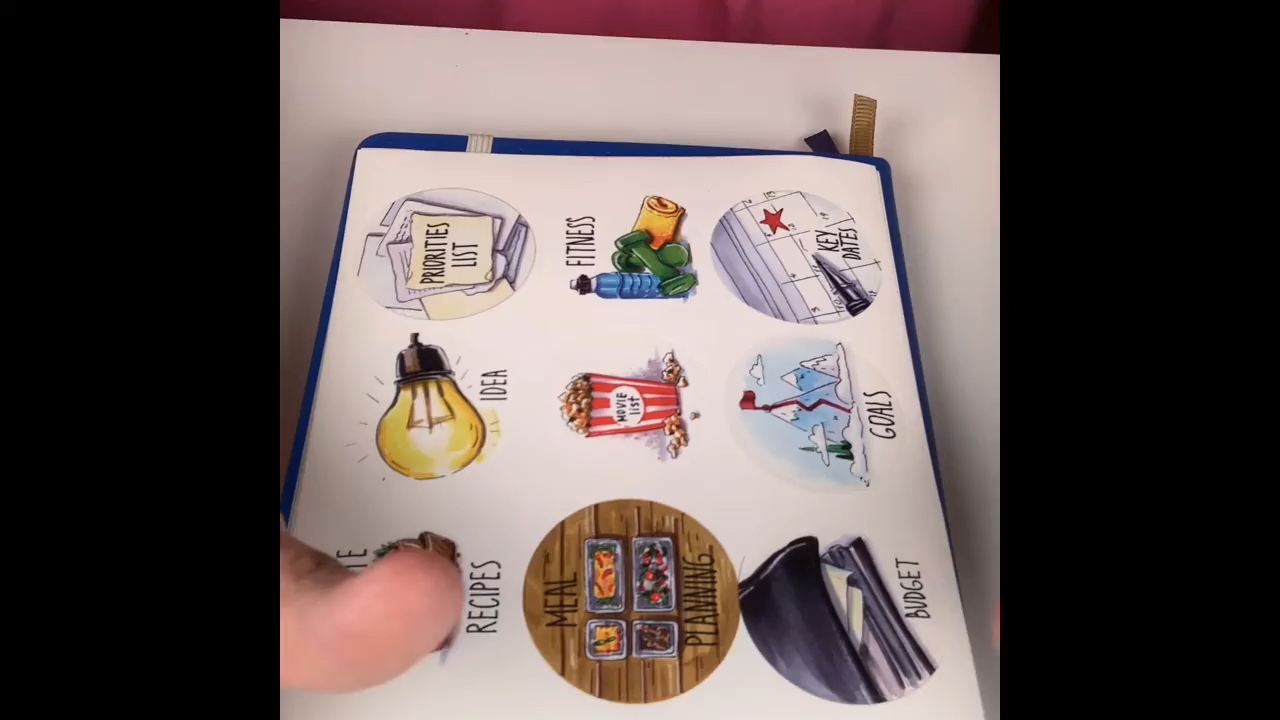 RECIPES
IDEA
PRIORITIES
LIST
MEAL
PLANNING
MOVIE
list
FITNESS
BUDGET
GOALS
KEY
DATES